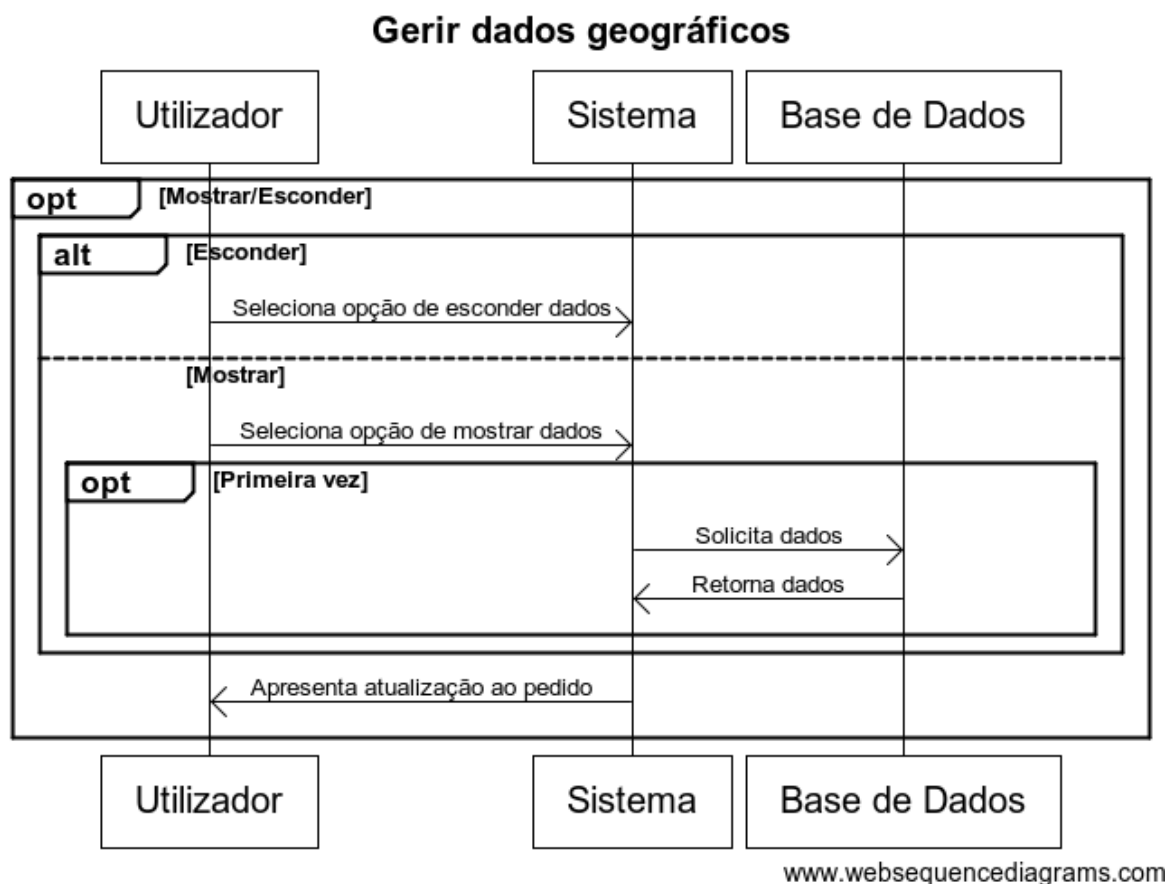 Gerir dados geográficos
Utilizador
Sistema
Base de Dados
opt [Mostrar/Esconder]
alt [Esconder]
Seleciona opção de esconder dados
[Mostrar]
Seleciona opção de mostrar dados
opt [Primeira vez]
Solicita dados
Retorna dados
Apresenta atualização ao pedido
Utilizador
Sistema
Base de Dados
www.websequencediagrams.com